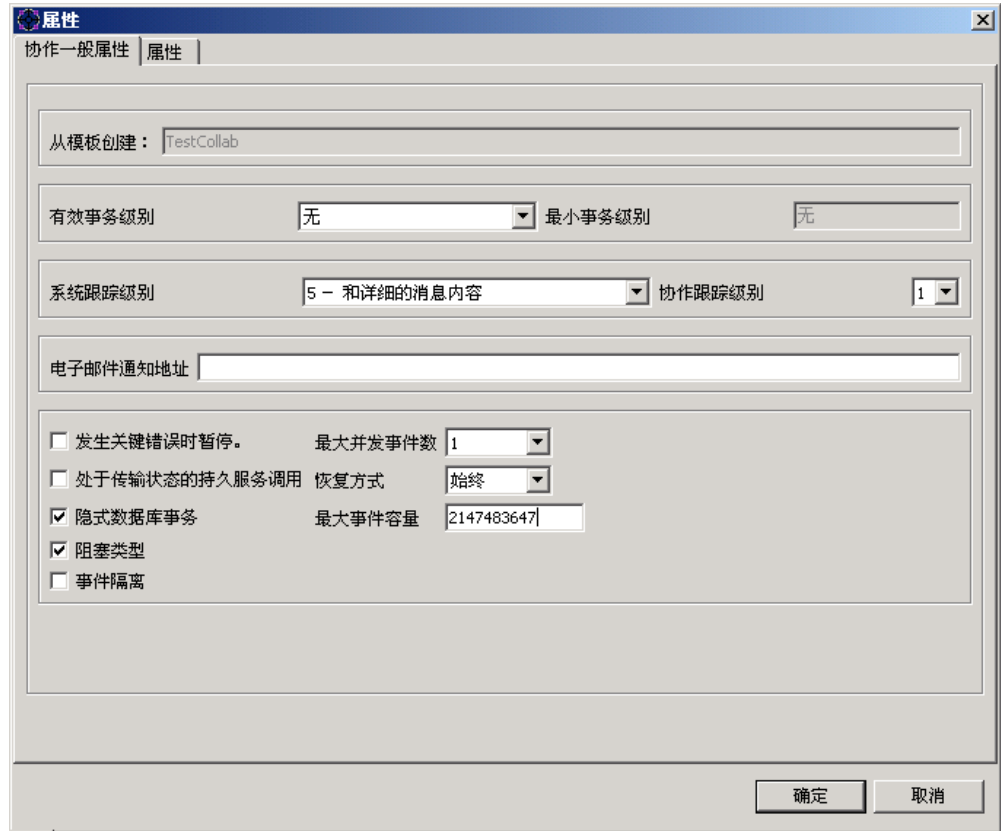 属性
协作一般属性 属性
从模板创建： TestCollab
有效事务级别 无 最小事务级别 无
系统跟踪级别 5 － 和详细的消息内容 协作跟踪级别 1
电子邮件通知地址
发生关键错误时暂停。 最大并发事件数 1
处于传输状态的持久服务调用 恢复方式 始终
隐式数据库事务 最大事件容量 2147483647
阻塞类型
事件隔离
确定 取消